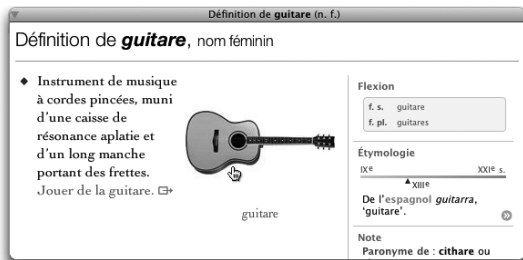 Définition de guitare (n. f.)
Définition de guitare, nom féminin
◆ Instrument de musique
à cordes pincées, muni
d'une caisse de
résonance aplatie et
d'un long manche
portant des frettes.
Jouer de la guitare.
guitare
Flexion
f. s. guitare
f. pl. guitares
Étymologie
IXe XXIe s.
XIIIe
De l'espagnol guitarra,
'guitare'.
Note
Paronyme de : cithare ou